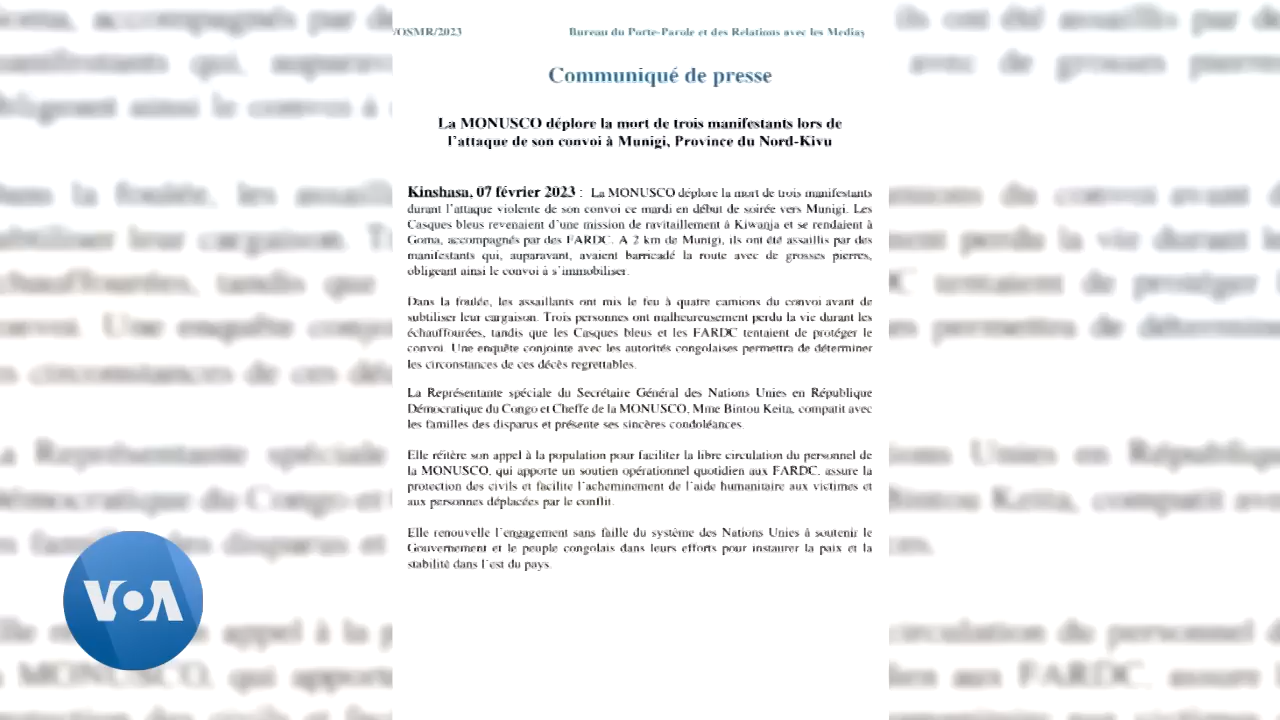 /OSMR/2023
Bureau du Porte-Parole et des Relations avec les Medias
Communiqué de presse
La MONUSCO déplore la mort de trois manifestants lors de
l'attaque de son convoi à Munigi, Province du Nord-Kivu
Kinshasa, 07 février 2023 : La MONUSCO déplore la mort de trois manifestants
durant l'attaque violente de son convoi ce mardi en début de soirée vers Munigi. Les
Casques bleus revenaient d'une mission de ravitaillement à Kiwanja et se rendaient à
Goma, accompagnés par des FARDC. A 2 km de Munigi, ils ont été assaillis par des
manifestants qui, auparavant, avaient barricadé la route avec de grosses pierres,
obligeant ainsi le convoi à s'immobiliser.
Dans la foulée, les assaillants ont mis le feu à quatre camions du convoi avant de
subtiliser leur cargaison. Trois personnes ont malheureusement perdu la vie durant les
échauffourées, tandis que les Casques bleus et les FARDC tentaient de protéger le
convoi. Une enquête conjointe avec les autorités congolaises permettra de déterminer
les circonstances de ces décès regrettables.
La Représentante spéciale du Secrétaire Général des Nations Unies en République
Démocratique du Congo et Cheffe de la MONUSCO, Mme Bintou Keita, compatit avec
les familles des disparus et présente ses sincères condoléances.
Elle réitère son appel à la population pour faciliter la libre circulation du personnel de
la MONUSCO, qui apporte un soutien opérationnel quotidien aux FARDC, assure la
protection des civils et facilite l'acheminement de l'aide humanitaire aux victimes et
aux personnes déplacées par le conflit.
Elle renouvelle l'engagement sans faille du système des Nations Unies à soutenir le
Gouvernement et le peuple congolais dans leurs efforts pour instaurer la paix et la
stabilité dans l'est du pays.
VOA